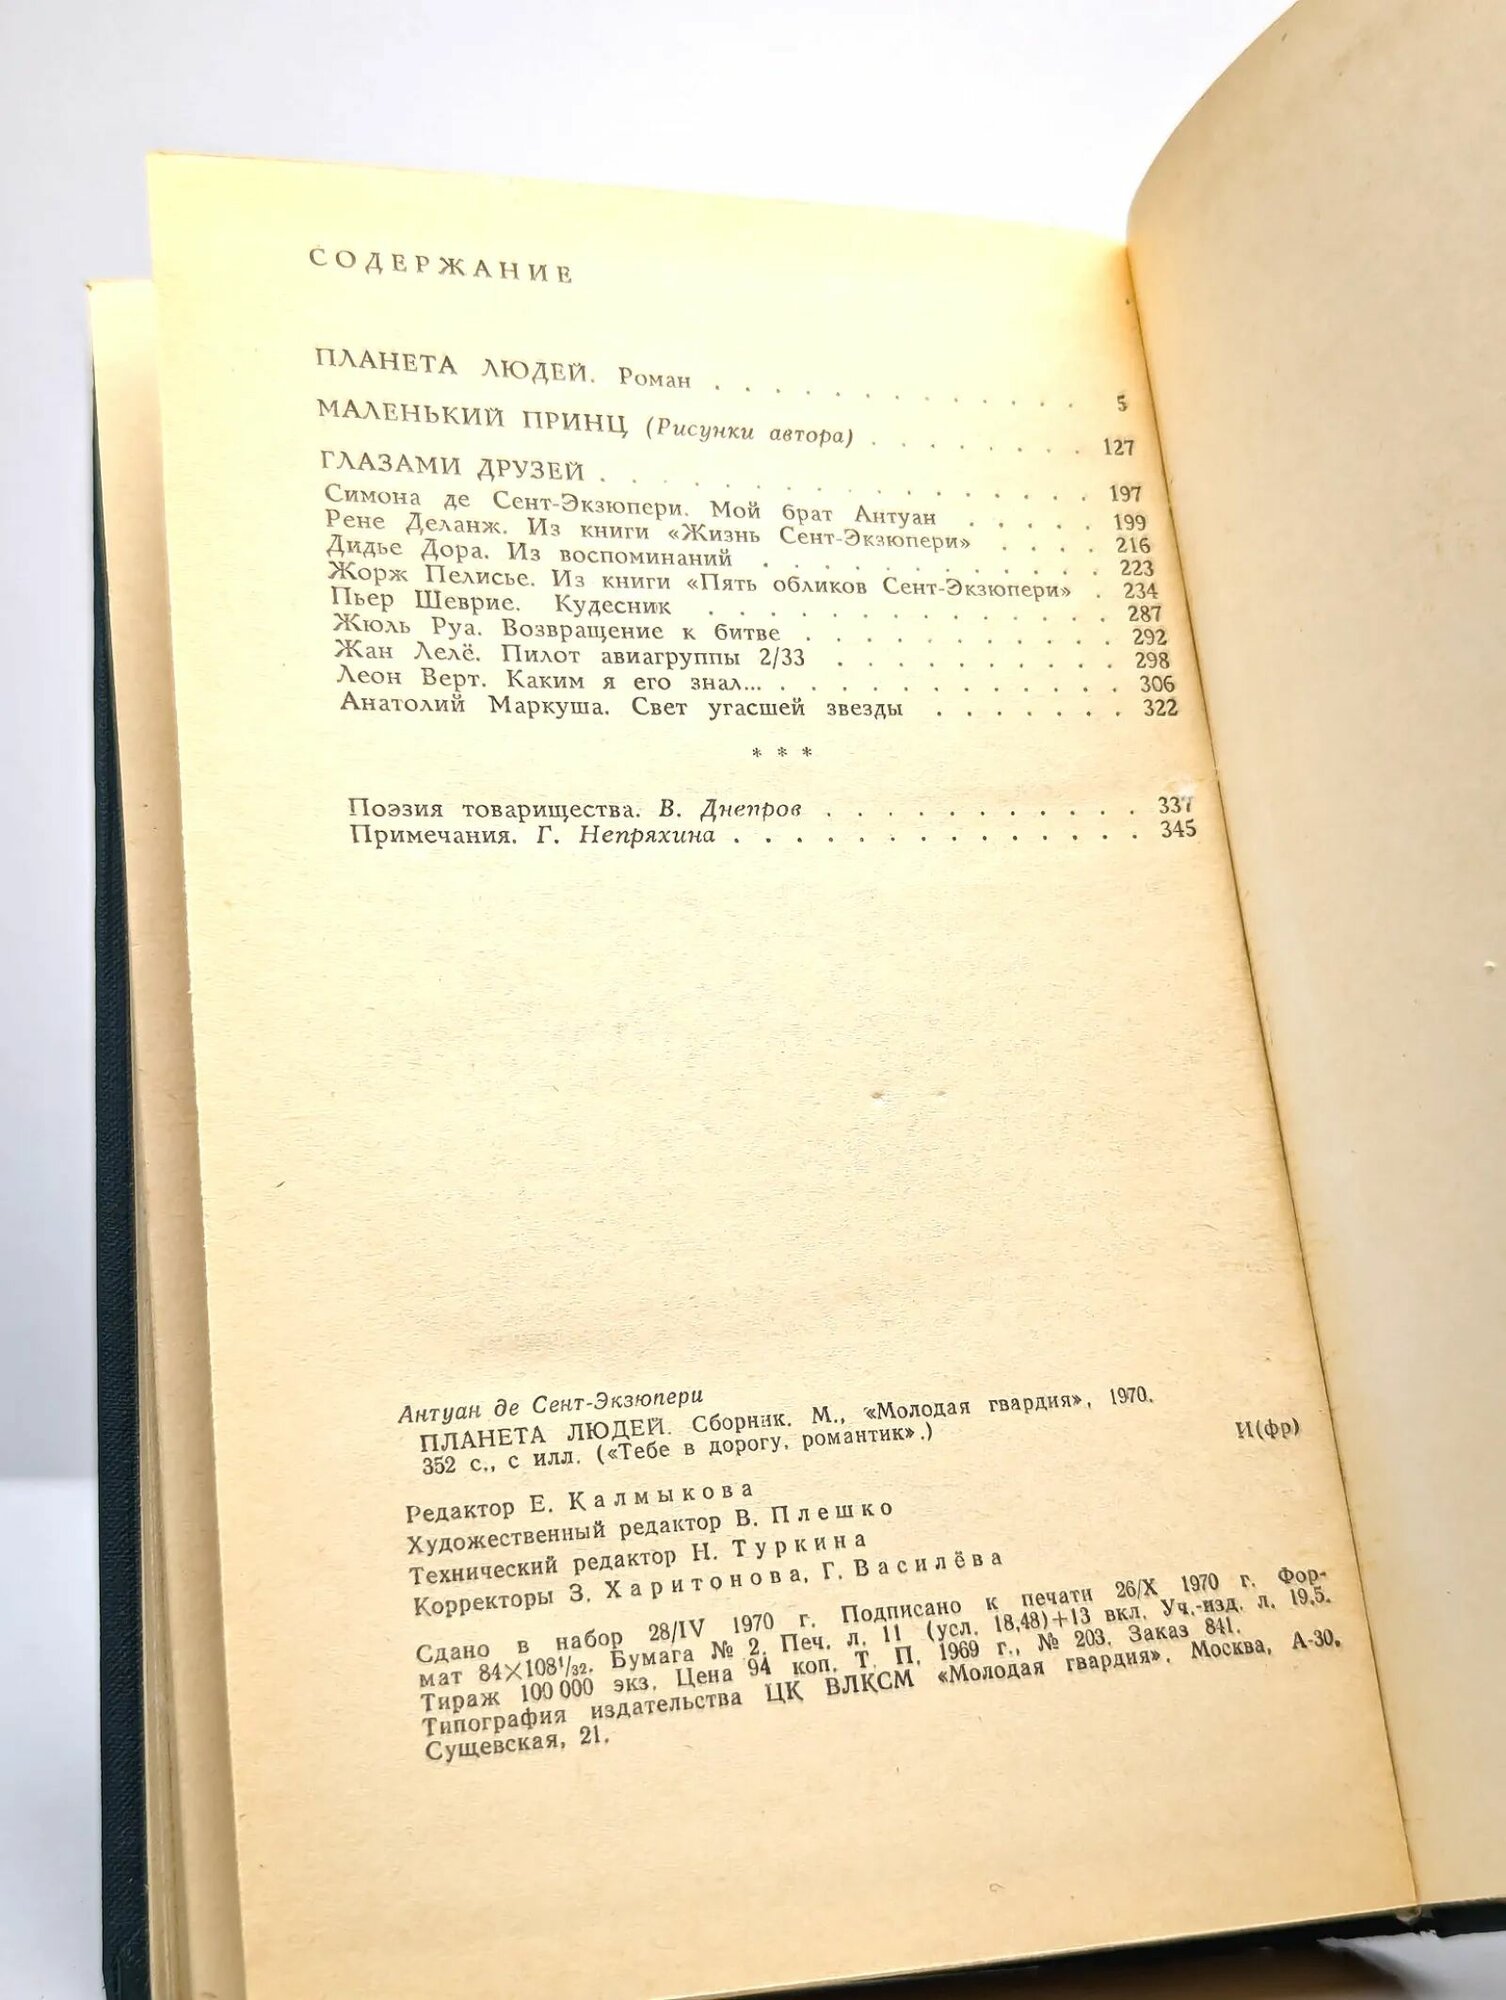 СОДЕРЖАНИЕ
ПЛАНЕТА ЛЮДЕЙ. Роман . . . . . . . . . . . . . 5
МАЛЕНЬКИЙ ПРИНЦ (Рисунки автора) . . . . . . . . 127
ГЛАЗАМИ ДРУЗЕЙ . . . . . . . . . . . . . . . . 197
Симона де Сент-Экзюпери. Мой брат Антуан . . . . . 199
Рене Деланж. Из книги «Жизнь Сент-Экзюпери» . . . . 216
Дидье Дора. Из воспоминаний . . . . . . . . . . . 223
Жорж Пелисье. Из книги «Пять обликов Сент-Экзюпери» . 234
Пьер Шеврие. Кудесник . . . . . . . . . . . . . 287
Жюль Руа. Возвращение к битве . . . . . . . . . . 292
Жан Лелё. Пилот авиагруппы 2/33 . . . . . . . . . 298
Леон Верт. Каким я его знал... . . . . . . . . . . . 306
Анатолий Маркуша. Свет угасшей звезды . . . . . . . 322
* * *
Поэзия товарищества. В. Днепров . . . . . . . . . . 337
Примечания. Г. Непряхина . . . . . . . . . . . . . . 345
Антуан де Сент-Экзюпери
ПЛАНЕТА ЛЮДЕЙ. Сборник. М., «Молодая гвардия», 1970.
352 с., с илл. («Тебе в дорогу, романтик».)
И(фр)
Редактор Е. Калмыкова
Художественный редактор В. Плешко
Технический редактор Н. Туркина
Корректоры З. Харитонова, Г. Василёва
Сдано в набор 28/IV 1970 г. Подписано к печати 26/X 1970 г. Фор-
мат 84×108¹/₃₂. Бумага № 2. Печ. л. 11 (усл. 18,48)+13 вкл. Уч.-изд. л. 19,5.
Тираж 100 000 экз. Цена 94 коп. Т. П. 1969 г., № 203. Заказ 841.
Типография издательства ЦК ВЛКСМ «Молодая гвардия». Москва, А-30,
Сущевская, 21.